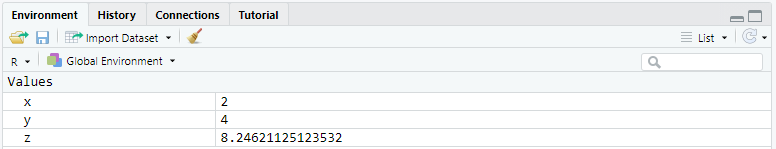 Environment History Connections Tutorial
Import Dataset List
R Global Environment
Values
x 2
y 4
z 8.24621125123532